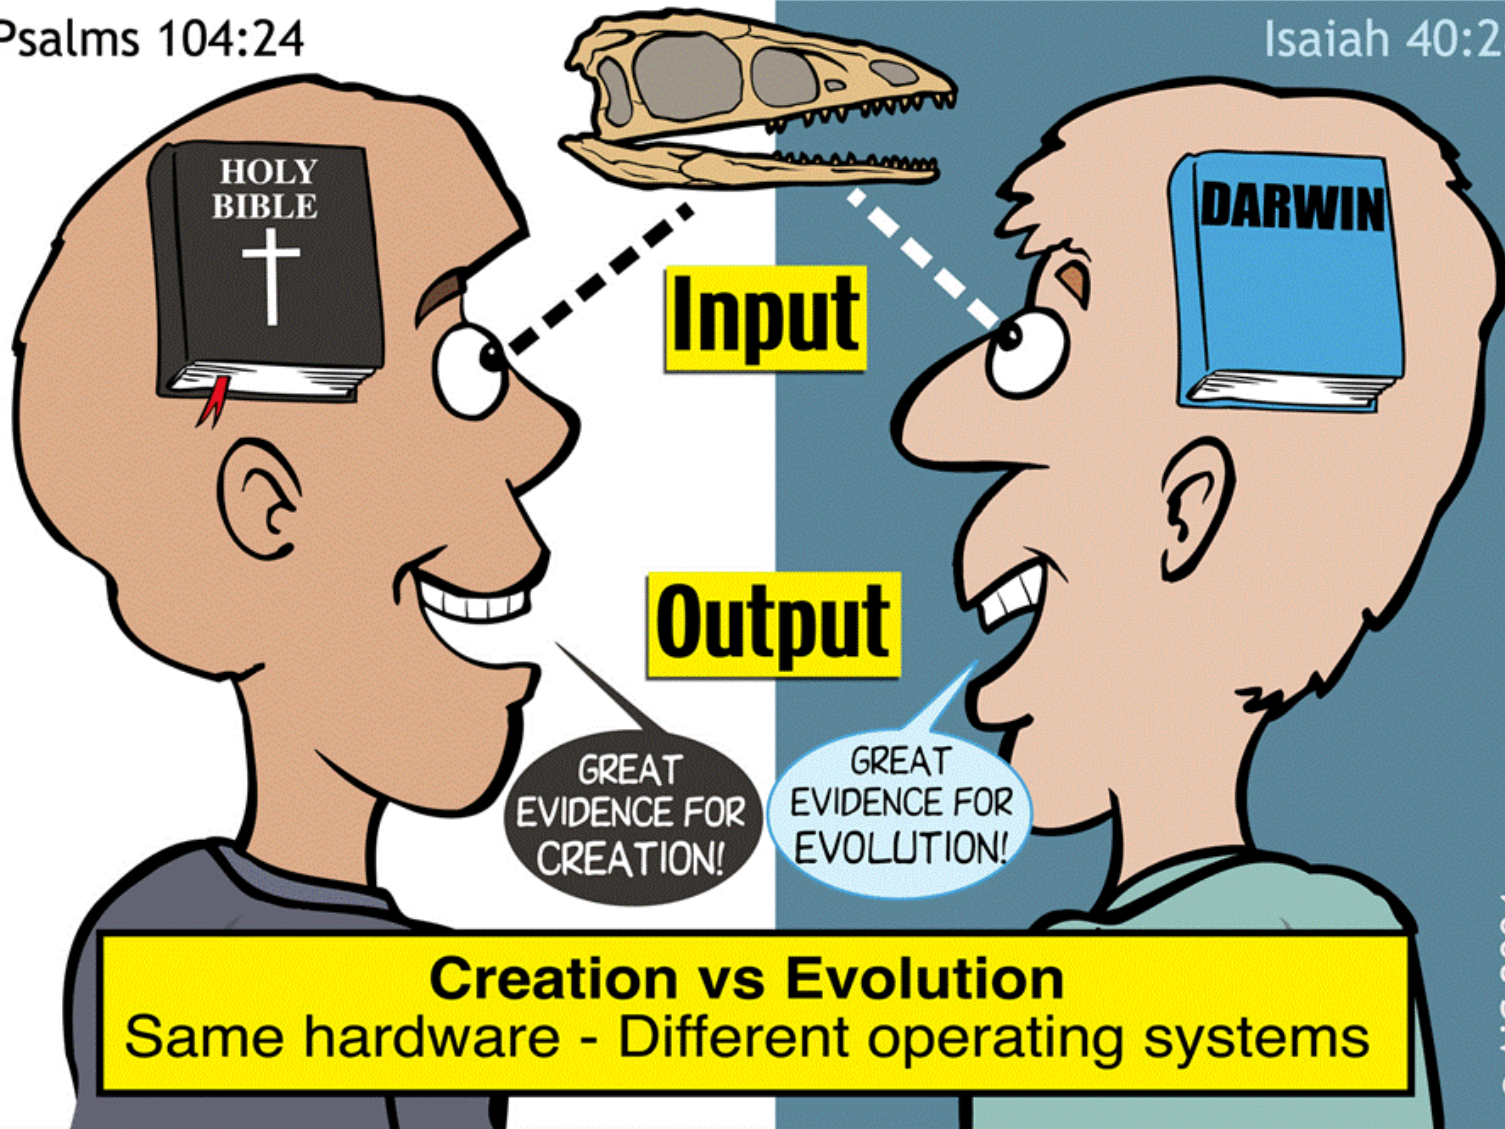 Psalms 104:24
Isaiah 40:2
HOLY
BIBLE
DARWIN
Input
Output
GREAT
EVIDENCE FOR
CREATION!
GREAT
EVIDENCE FOR
EVOLUTION!
Creation vs Evolution
Same hardware - Different operating systems